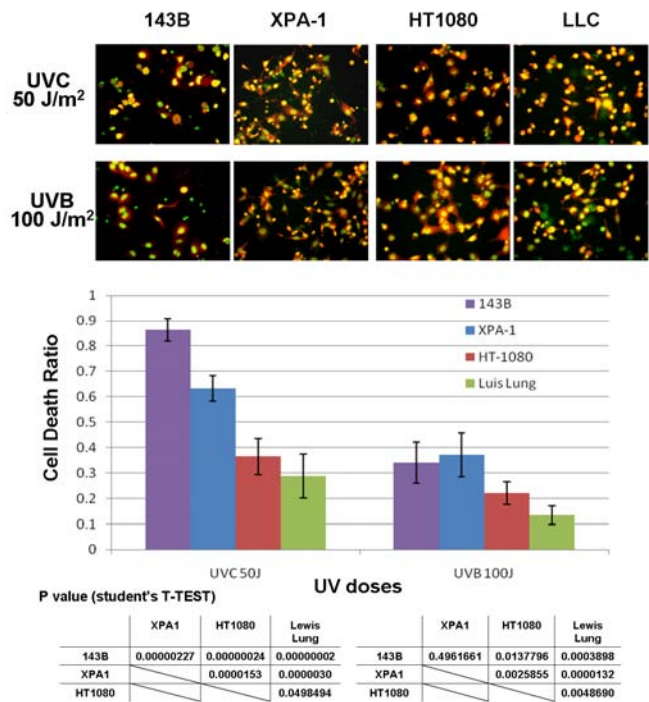 143B XPA-1 HT1080 LLC
UVC
50 J/m²
UVB
100 J/m²
Cell Death Ratio
1
0.9
0.8
0.7
0.6
0.5
0.4
0.3
0.2
0.1
0
143B
XPA-1
HT-1080
Luis Lung
UVC 50J UVB 100J
UV doses
P value (student's T-TEST)
XPA1 HT1080 Lewis
Lung
143B 0.00000227 0.00000024 0.00000002
XPA1 0.0000153 0.0000030
HT1080 0.0498494
XPA1 HT1080 Lewis
Lung
143B 0.4961661 0.0137796 0.0003898
XPA1 0.0025855 0.0000132
HT1080 0.0048690